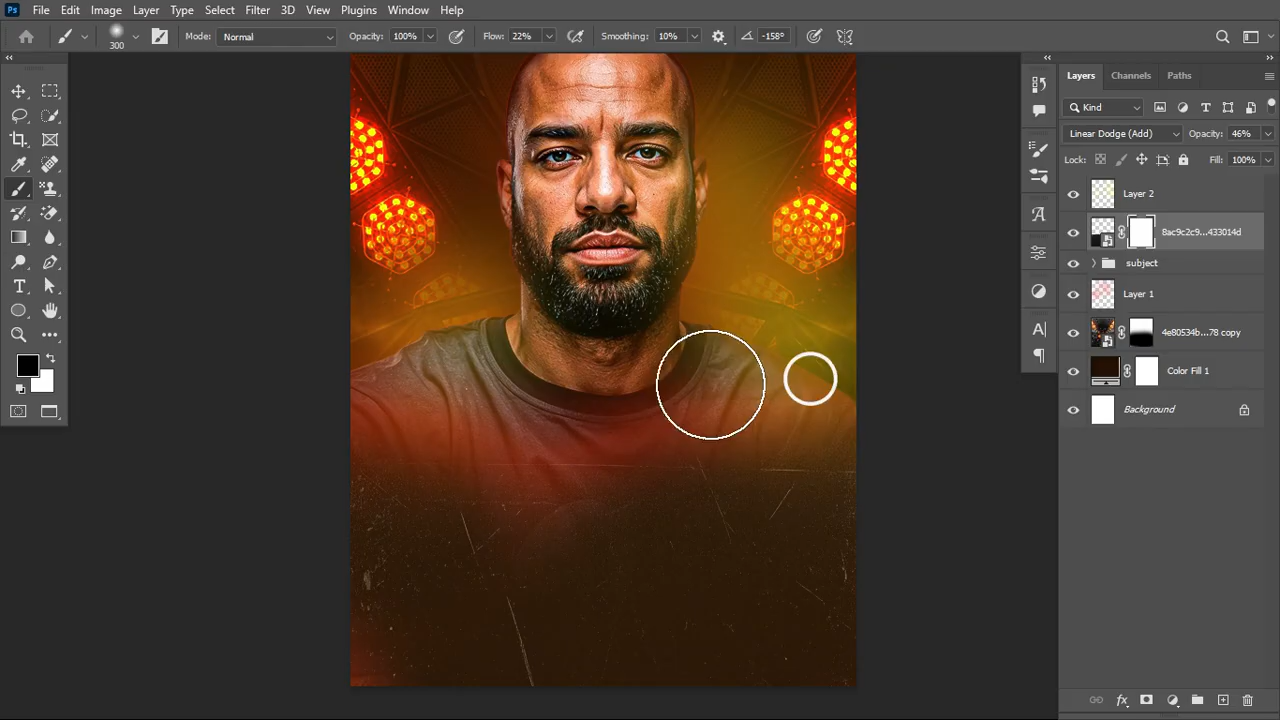 Ps File Edit Image Layer Type Select Filter 3D View Plugins Window Help
300 Mode: Normal Opacity: 100% Flow: 22% Smoothing: 10% -158°
Layers Channels Paths
Kind
Linear Dodge (Add) Opacity: 46%
Lock: Fill: 100%
Layer 2
8ac9c2c9...433014d
subject
Layer 1
4e80534b...78 copy
Color Fill 1
Background